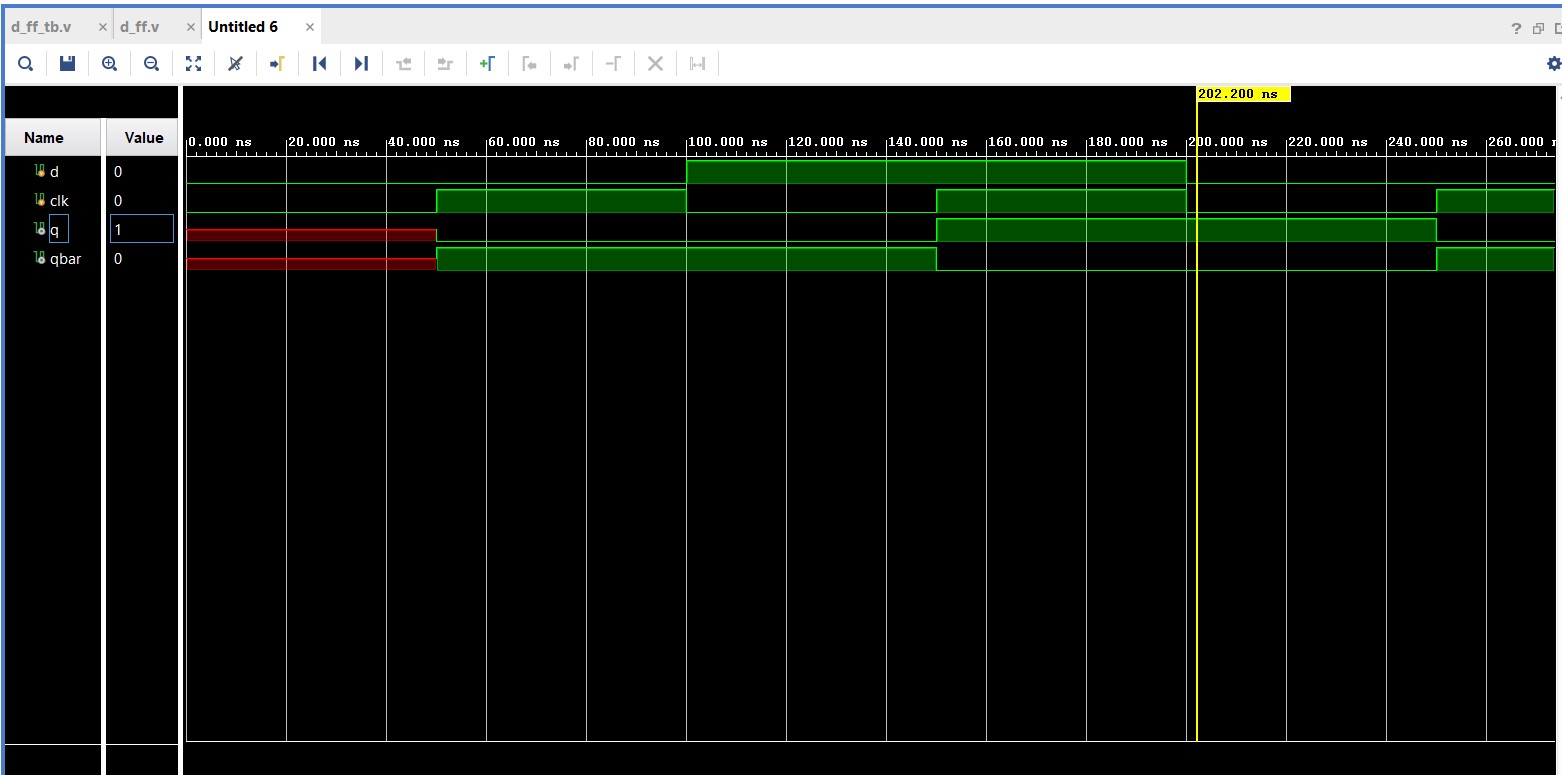 d_ff_tb.v × d_ff.v × Untitled 6 × ?
202.200 ns
Name Value
0.000 ns 20.000 ns 40.000 ns 60.000 ns 80.000 ns 100.000 ns 120.000 ns 140.000 ns 160.000 ns 180.000 ns 200.000 ns 220.000 ns 240.000 ns 260.000
d 0
clk 0
q 1
qbar 0